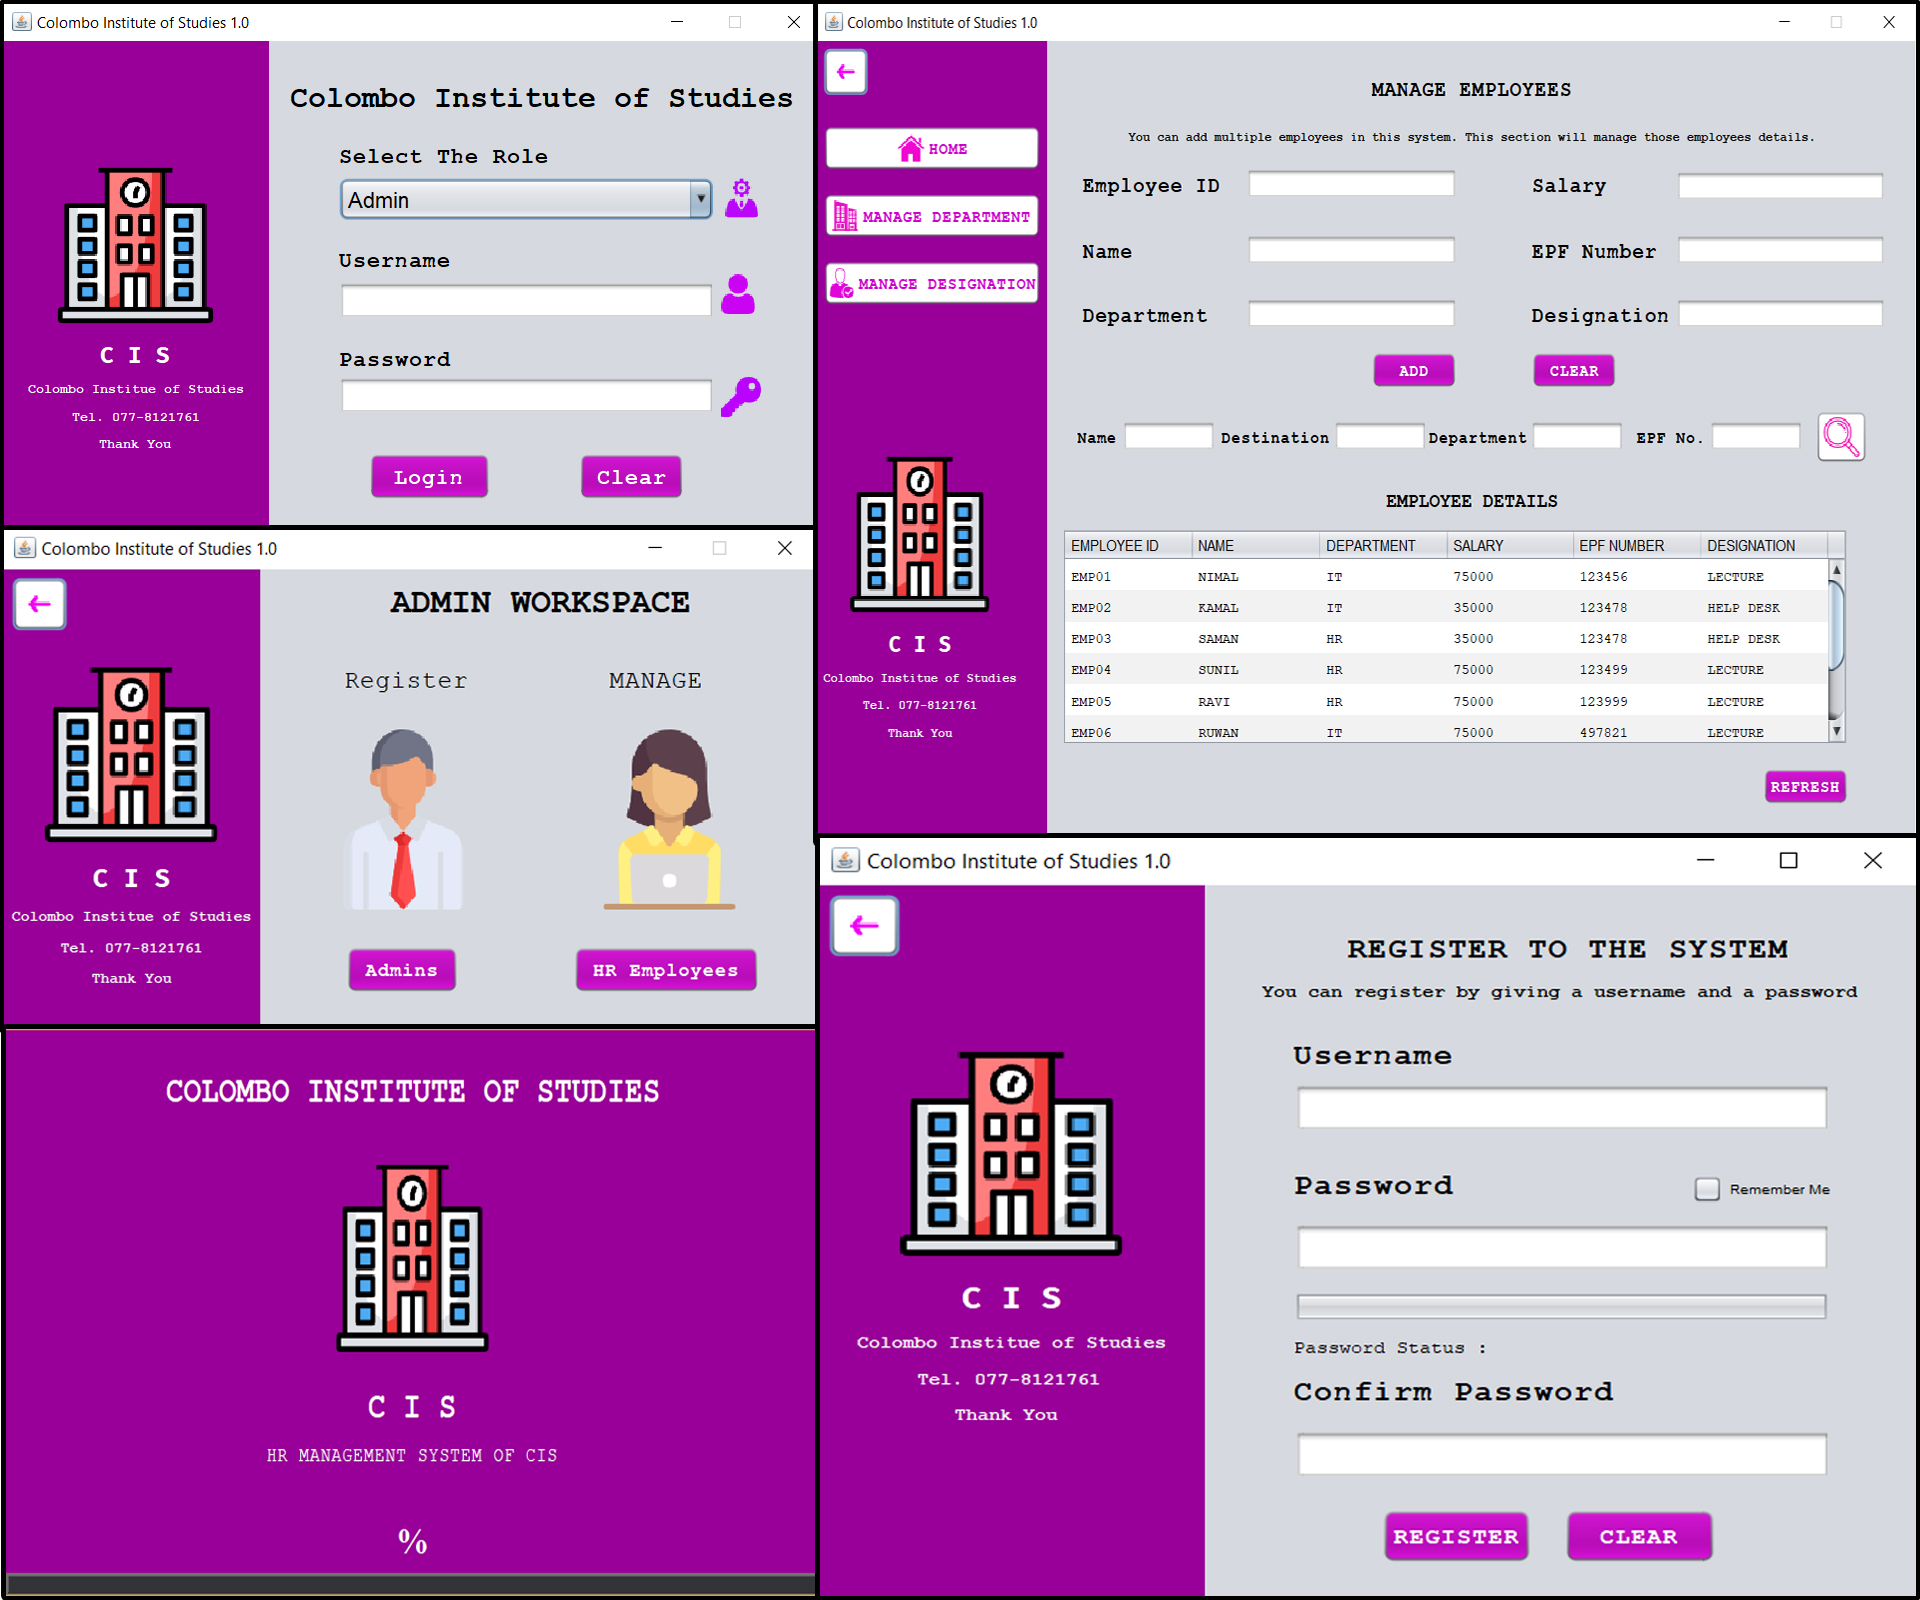 Colombo Institute of Studies 1.0
Colombo Institute of Studies
Select The Role
Admin
Username
Password
Login Clear
C I S
Colombo Institue of Studies
Tel. 077-8121761
Thank You
Colombo Institute of Studies 1.0
HOME
MANAGE DEPARTMENT
MANAGE DESIGNATION
C I S
Colombo Institue of Studies
Tel. 077-8121761
Thank You
MANAGE EMPLOYEES
You can add multiple employees in this system. This section will manage those employees details.
Employee ID Salary
Name EPF Number
Department Designation
ADD CLEAR
Name Destination Department EPF No.
EMPLOYEE DETAILS
EMPLOYEE ID NAME DEPARTMENT SALARY EPF NUMBER DESIGNATION
EMP01 NIMAL IT 75000 123456 LECTURE
EMP02 KAMAL IT 35000 123478 HELP DESK
EMP03 SAMAN HR 35000 123478 HELP DESK
EMP04 SUNIL HR 75000 123499 LECTURE
EMP05 RAVI HR 75000 123999 LECTURE
EMP06 RUWAN IT 75000 497821 LECTURE
REFRESH
Colombo Institute of Studies 1.0
ADMIN WORKSPACE
Register MANAGE
Admins HR Employees
C I S
Colombo Institue of Studies
Tel. 077-8121761
Thank You
COLOMBO INSTITUTE OF STUDIES
C I S
HR MANAGEMENT SYSTEM OF CIS
%
Colombo Institute of Studies 1.0
C I S
Colombo Institue of Studies
Tel. 077-8121761
Thank You
REGISTER TO THE SYSTEM
You can register by giving a username and a password
Username
Password Remember Me
Password Status :
Confirm Password
REGISTER CLEAR